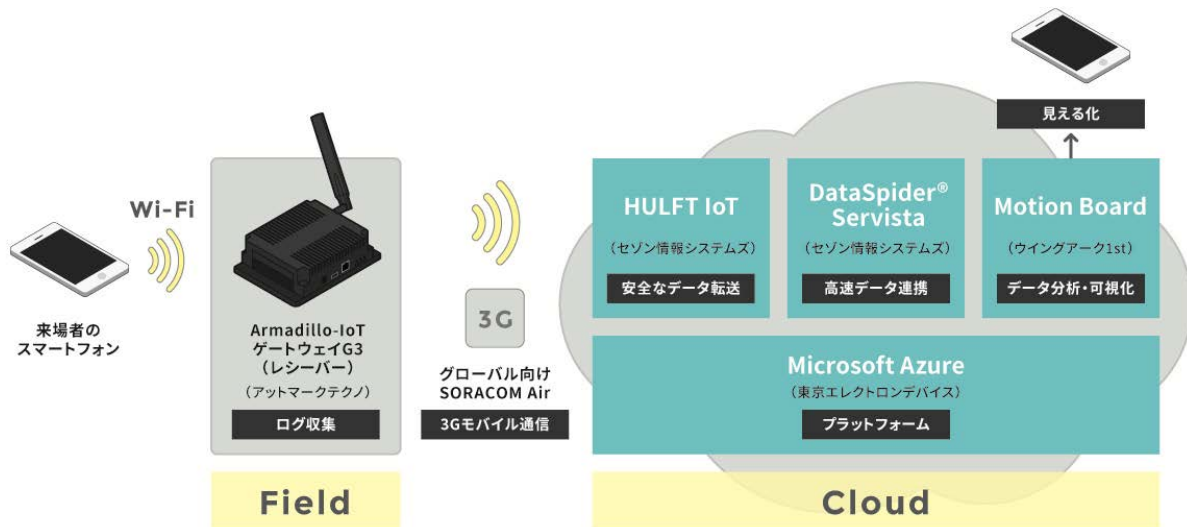 来場者の
スマートフォン
Wi-Fi
Armadillo-IoT
ゲートウェイG3
（レシーバー）
（アットマークテクノ）
ログ収集
Field
3G
グローバル向け
SORACOM Air
3Gモバイル通信
見える化
HULFT IoT
（セゾン情報システムズ）
安全なデータ転送
DataSpider®
Servista
（セゾン情報システムズ）
高速データ連携
Motion Board
（ウイングアーク1st）
データ分析・可視化
Microsoft Azure
（東京エレクトロンデバイス）
プラットフォーム
Cloud